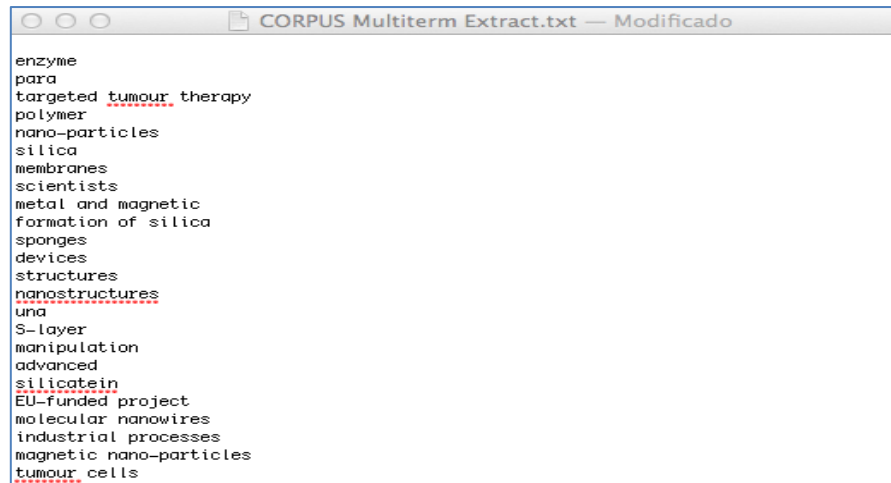 CORPUS Multiterm Extract.txt — Modificado
enzyme
para
targeted tumour therapy
polymer
nano-particles
silica
membranes
scientists
metal and magnetic
formation of silica
sponges
devices
structures
nanostructures
una
S-layer
manipulation
advanced
silicatein
EU-funded project
molecular nanowires
industrial processes
magnetic nano-particles
tumour cells